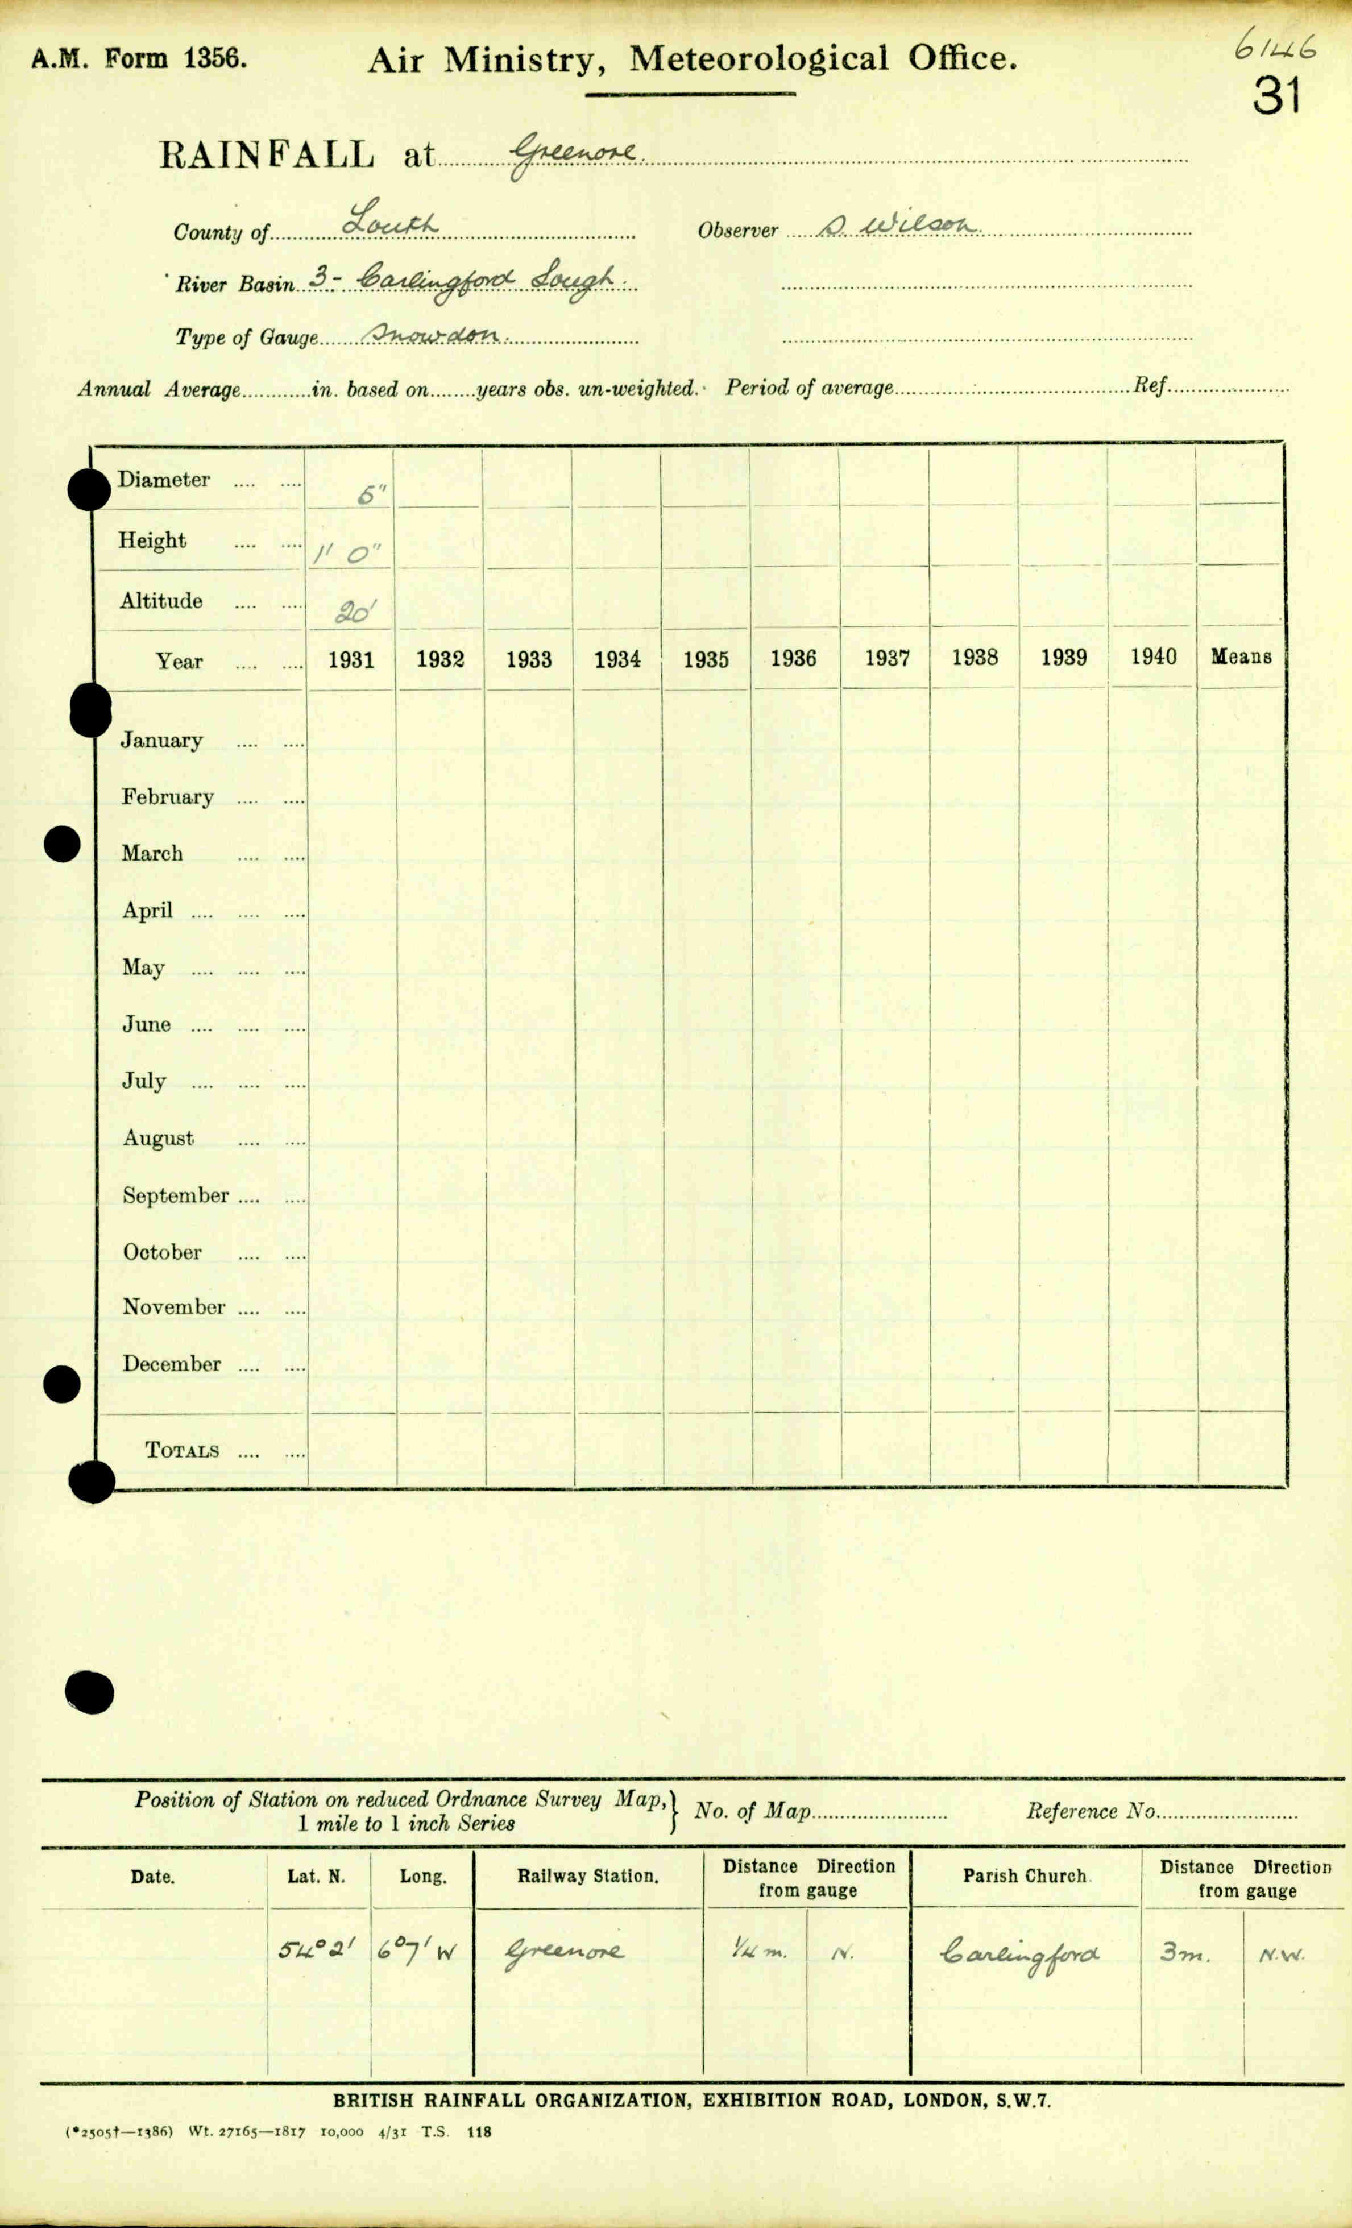 A.M. Form 1356. Air Ministry, Meteorological Office. 6146
31
RAINFALL at Greenore.
County of Louth Observer S. Wilson.
River Basin 3- Carlingford Lough.
Type of Gauge Snowdon.
Annual Average............in. based on........years obs. un-weighted. Period of average........................Ref....................
Diameter .... .... 5"
Height .... .... 1' 0"
Altitude .... .... 20'
Year .... .... 1931 1932 1933 1934 1935 1936 1937 1938 1939 1940 Means
January .... ....
February .... ....
March .... ....
April .... .... ....
May .... .... ....
June .... .... ....
July .... .... ....
August .... ....
September .... ....
October .... ....
November .... ....
December .... ....
TOTALS .... ....
Position of Station on reduced Ordnance Survey Map,} No. of Map........................ Reference No.........................
1 mile to 1 inch Series
Date. Lat. N. Long. Railway Station. Distance Direction from gauge Parish Church. Distance Direction from gauge
54°2' 6°7' W Greenore 1/4 m. N. Carlingford 3m. N.W.
BRITISH RAINFALL ORGANIZATION, EXHIBITION ROAD, LONDON, S.W.7.
(*2505†—1386) Wt. 27165—1817 10,000 4/31 T.S. 118